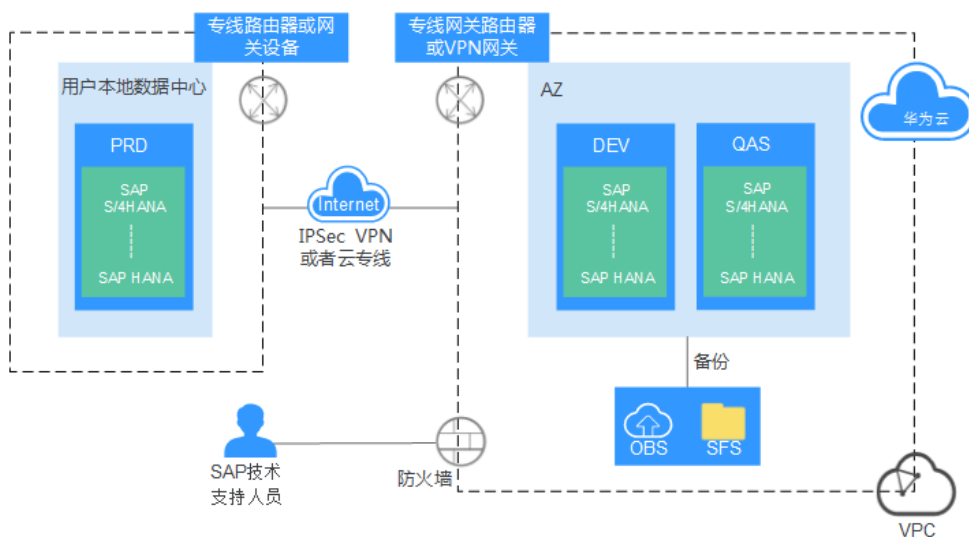 专线路由器或网
关设备
专线网关路由器
或VPN网关
用户本地数据中心
PRD
SAP
S/4HANA
SAP HANA
Internet
IPSec VPN
或者云专线
AZ
DEV
SAP
S/4HANA
SAP HANA
QAS
SAP
S/4HANA
SAP HANA
华为云
备份
OBS
SFS
SAP技术
支持人员
防火墙
VPC